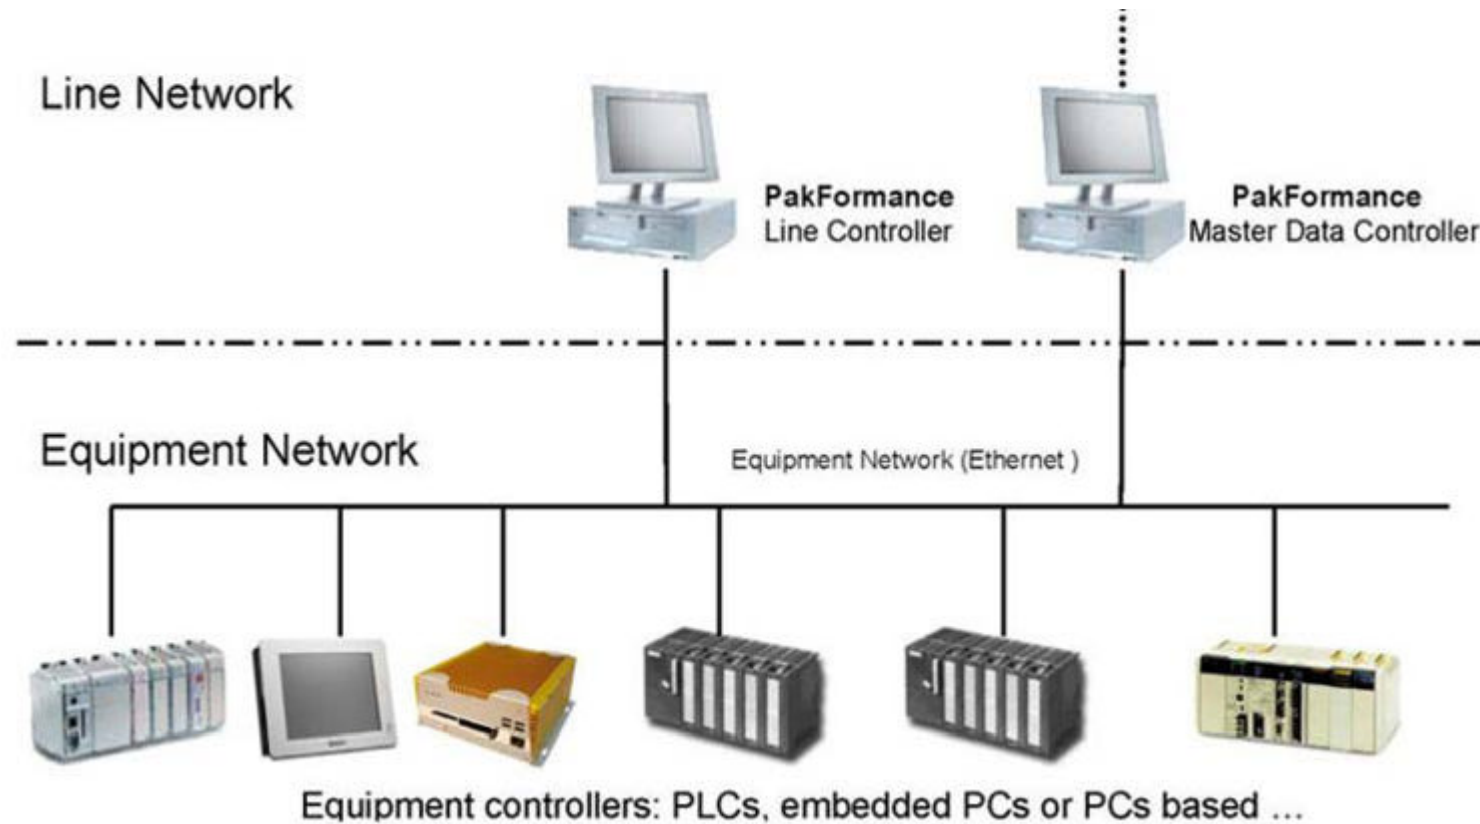 Line Network
PakFormance
Line Controller
PakFormance
Master Data Controller
Equipment Network
Equipment Network (Ethernet )
Equipment controllers: PLCs, embedded PCs or PCs based ...